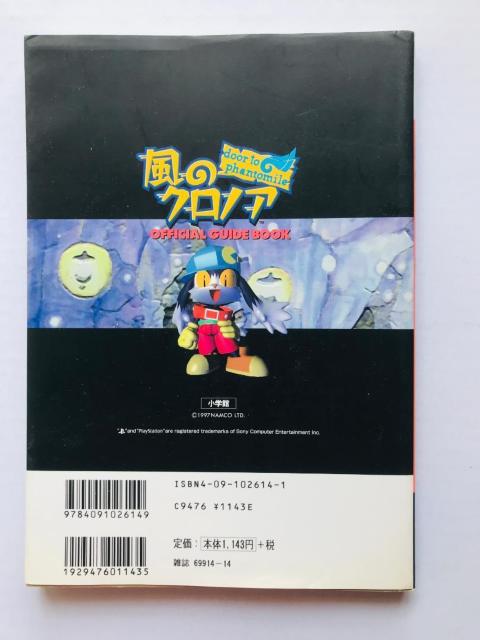 風のクロノア
door to
phantomile
OFFICIAL GUIDE BOOK
小学館
©1997 NAMCO LTD.
"PS" and "PlayStation" are registered trademarks of Sony Computer Entertainment Inc.
ISBN4-09-102614-1
C9476 ¥1143E
9784091026149
定価:本体1,143円+税
雑誌 69914-14
1929476011435